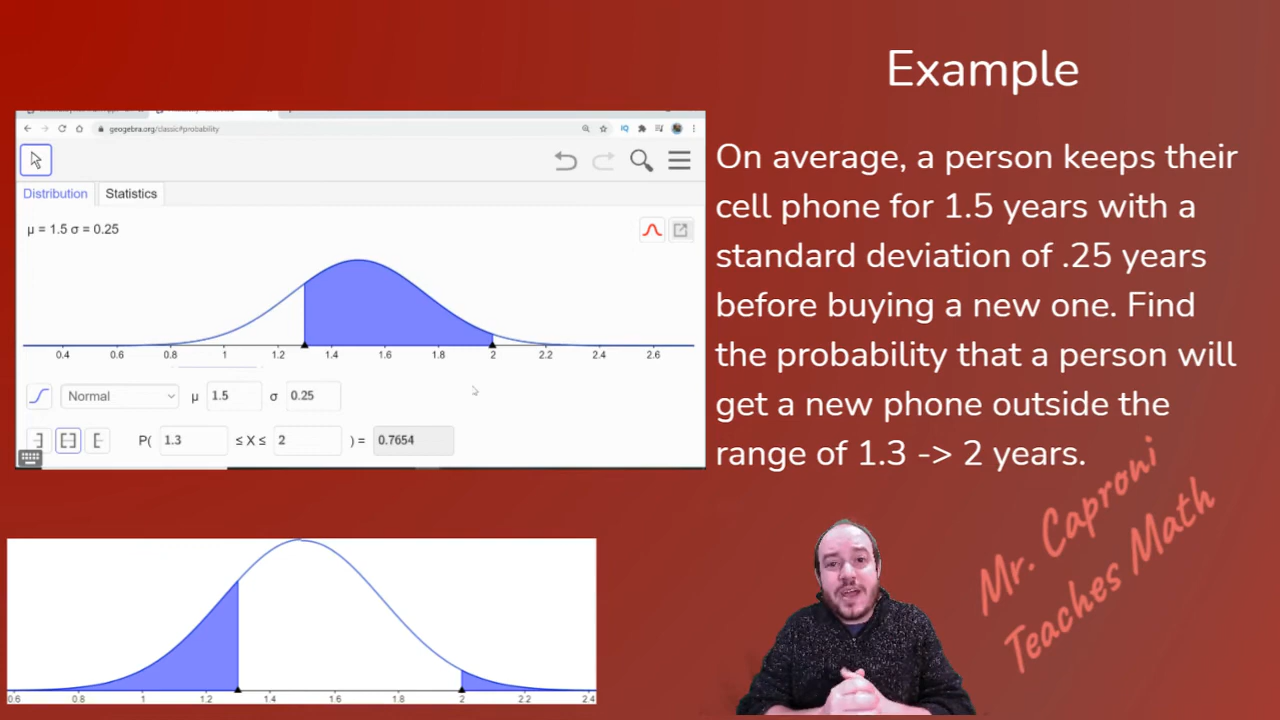 Example
geogebra.org/classic#probability
Distribution Statistics
μ = 1.5 σ = 0.25
0.4 0.6 0.8 1 1.2 1.4 1.6 1.8 2 2.2 2.4 2.6
Normal μ 1.5 σ 0.25
P( 1.3 ≤ X ≤ 2 ) = 0.7654
On average, a person keeps their
cell phone for 1.5 years with a
standard deviation of .25 years
before buying a new one. Find
the probability that a person will
get a new phone outside the
range of 1.3 -> 2 years.
0.6 0.8 1 1.2 1.4 1.6 1.8 2 2.2 2.4
Mr. Caproni
Teaches Math